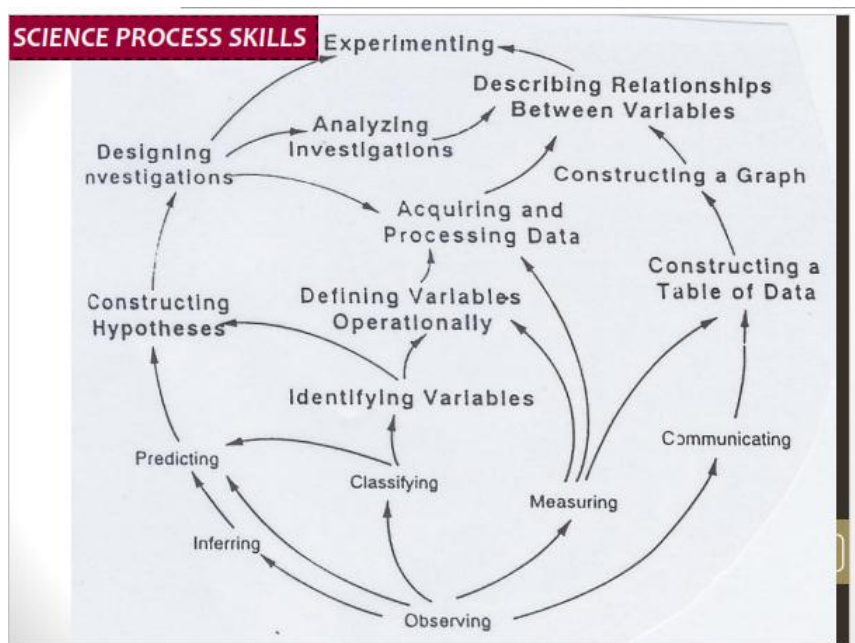 SCIENCE PROCESS SKILLS
Experimenting
Describing Relationships
Between Variables
Analyzing
Investigations
Designing
nvestigations
Constructing a Graph
Acquiring and
Processing Data
Constructing a
Table of Data
Defining Variables
Operationally
Constructing
Hypotheses
Identifying Variables
Communicating
Predicting
Classifying
Measuring
Inferring
Observing